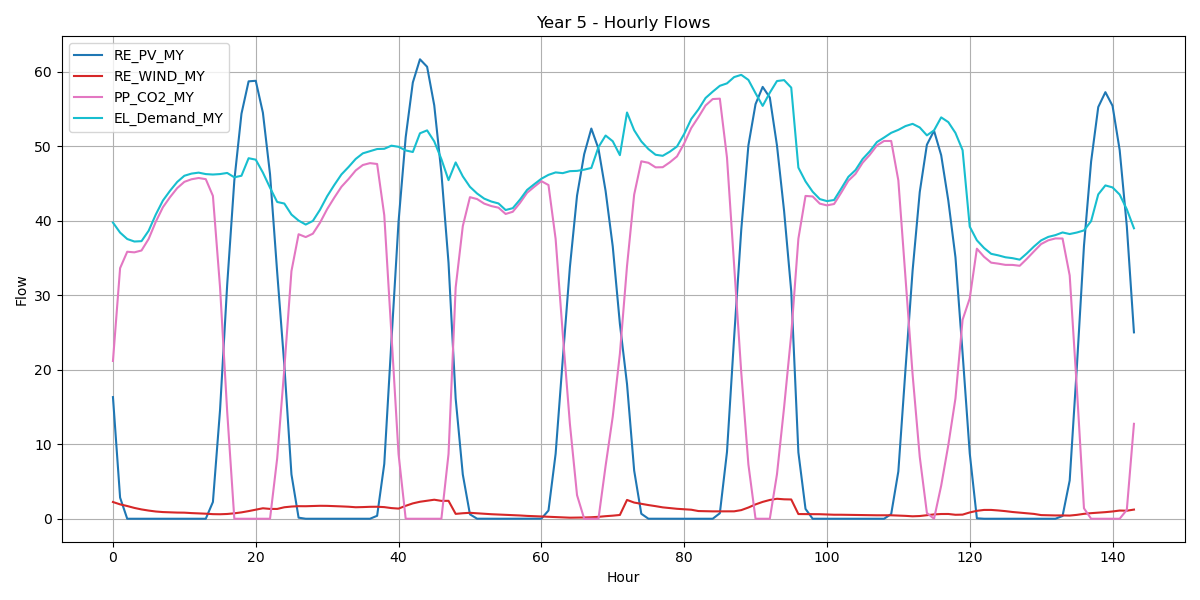 Year 5 - Hourly Flows
RE_PV_MY
RE_WIND_MY
PP_CO2_MY
EL_Demand_MY
60
50
40
30
20
10
0
Flow
0 20 40 60 80 100 120 140
Hour